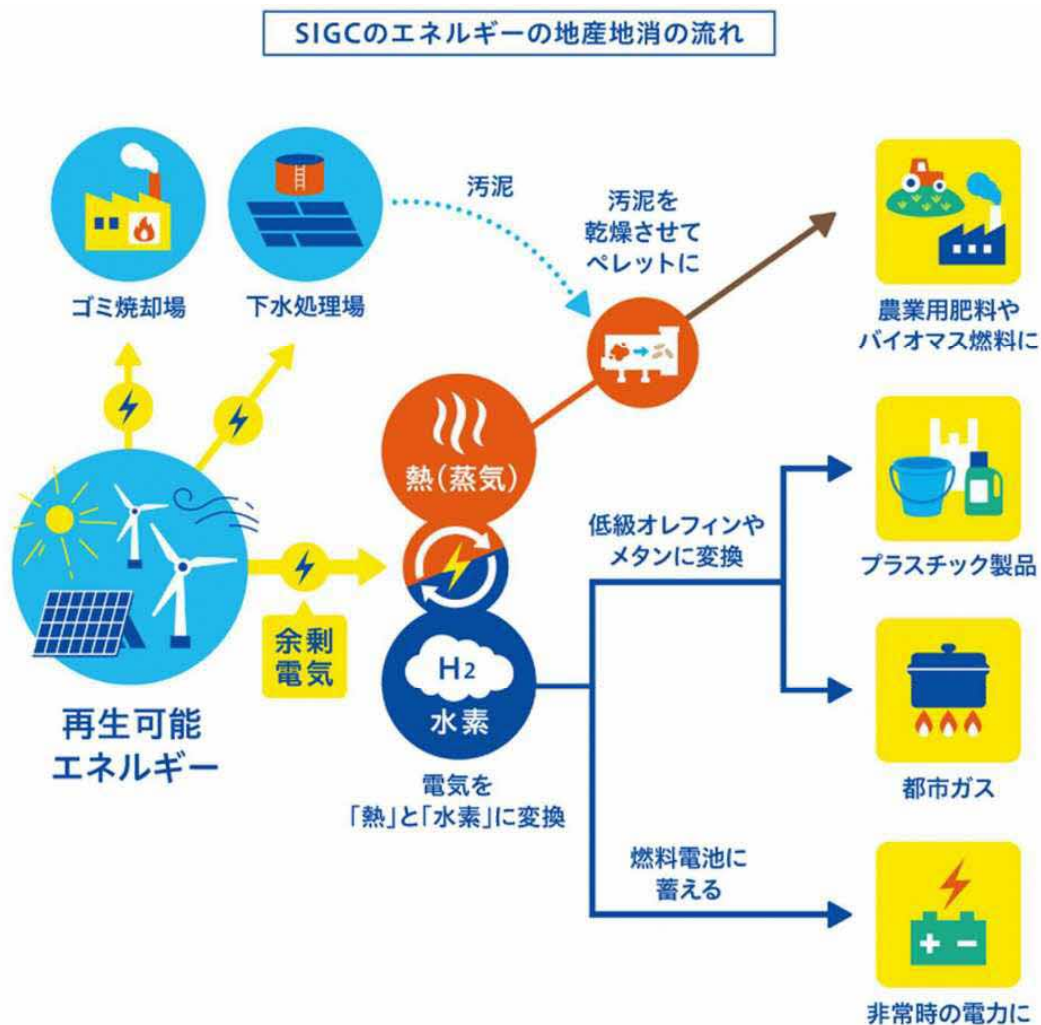 SIGCのエネルギーの地産地消の流れ
ゴミ焼却場
下水処理場
汚泥
汚泥を
乾燥させて
ペレットに
農業用肥料や
バイオマス燃料に
熱(蒸気)
低級オレフィンや
メタンに変換
プラスチック製品
余剰
電気
H2
水素
再生可能
エネルギー
電気を
「熱」と「水素」に変換
都市ガス
燃料電池に
蓄える
非常時の電力に